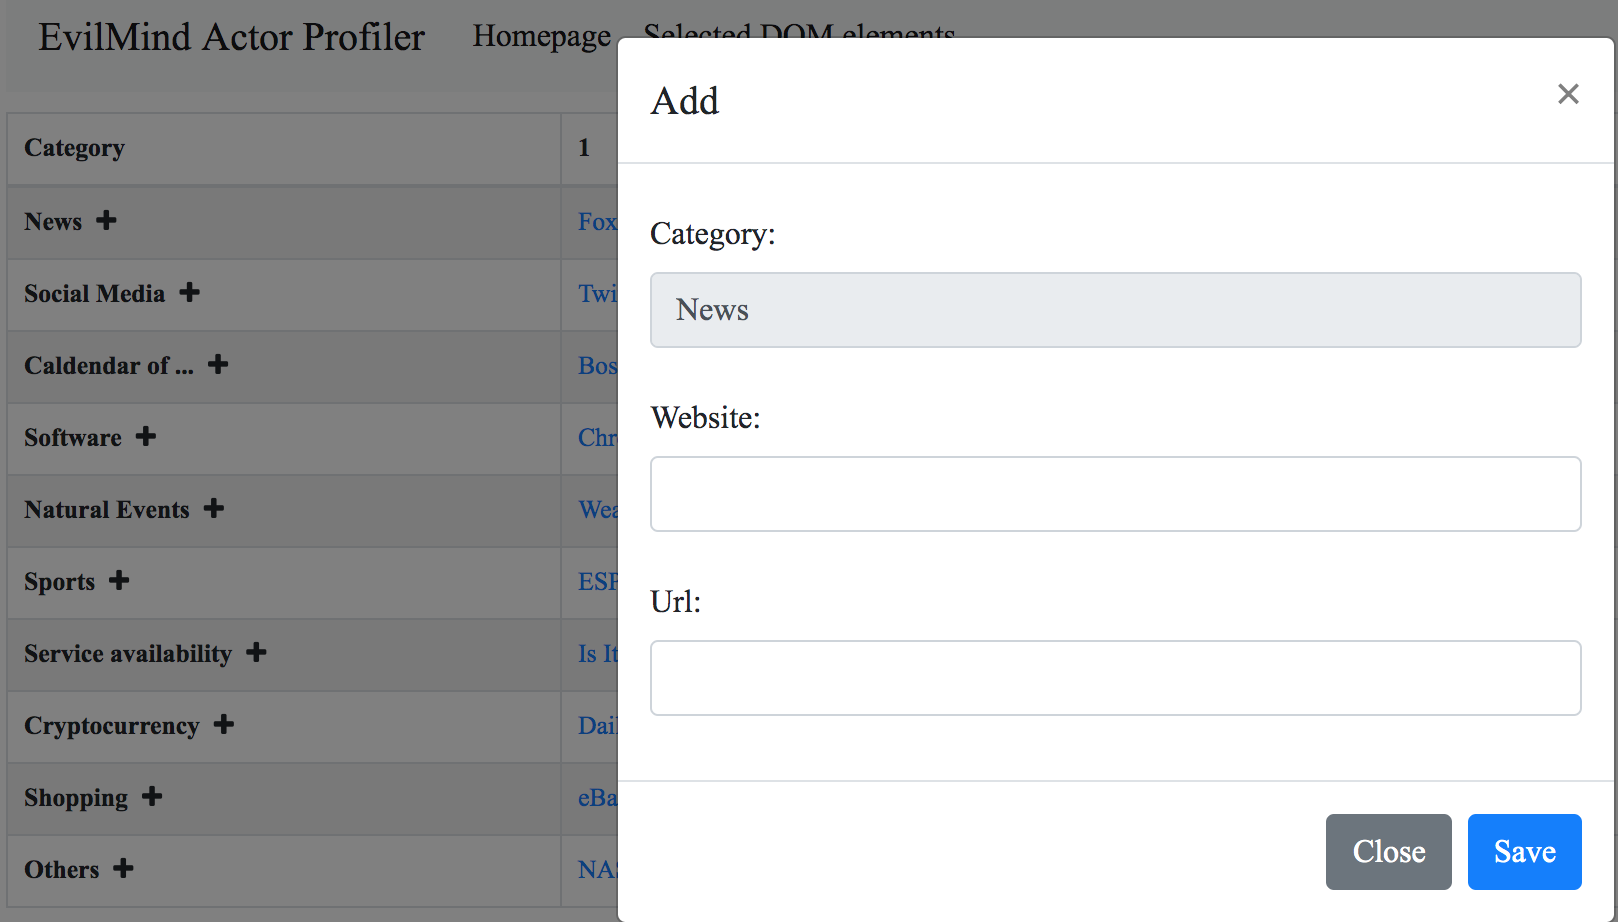 EvilMind Actor Profiler Homepage Selected DOM elements
Add
Category 1
News Fox
Social Media Twi
Caldendar of ... Bos
Software Chr
Natural Events Wea
Sports ESP
Service availability Is It
Cryptocurrency Dail
Shopping eBa
Others NAS
Category:
News
Website:
Url:
Close Save